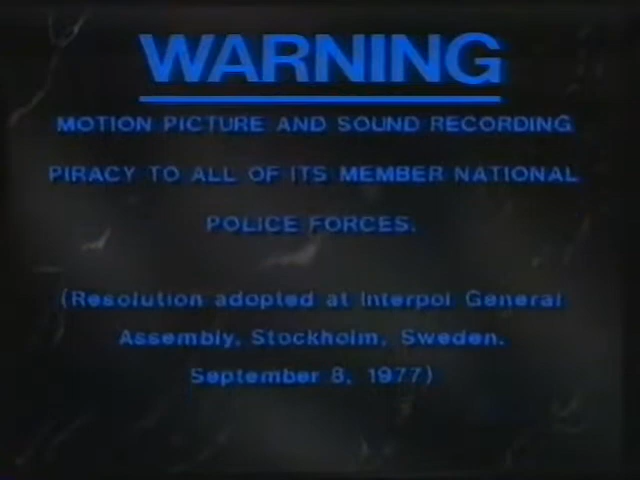 WARNING
MOTION PICTURE AND SOUND RECORDING
PIRACY TO ALL OF ITS MEMBER NATIONAL
POLICE FORCES.
(Resolution adopted at Interpol General
Assembly, Stockholm, Sweden.
September 8, 1977)